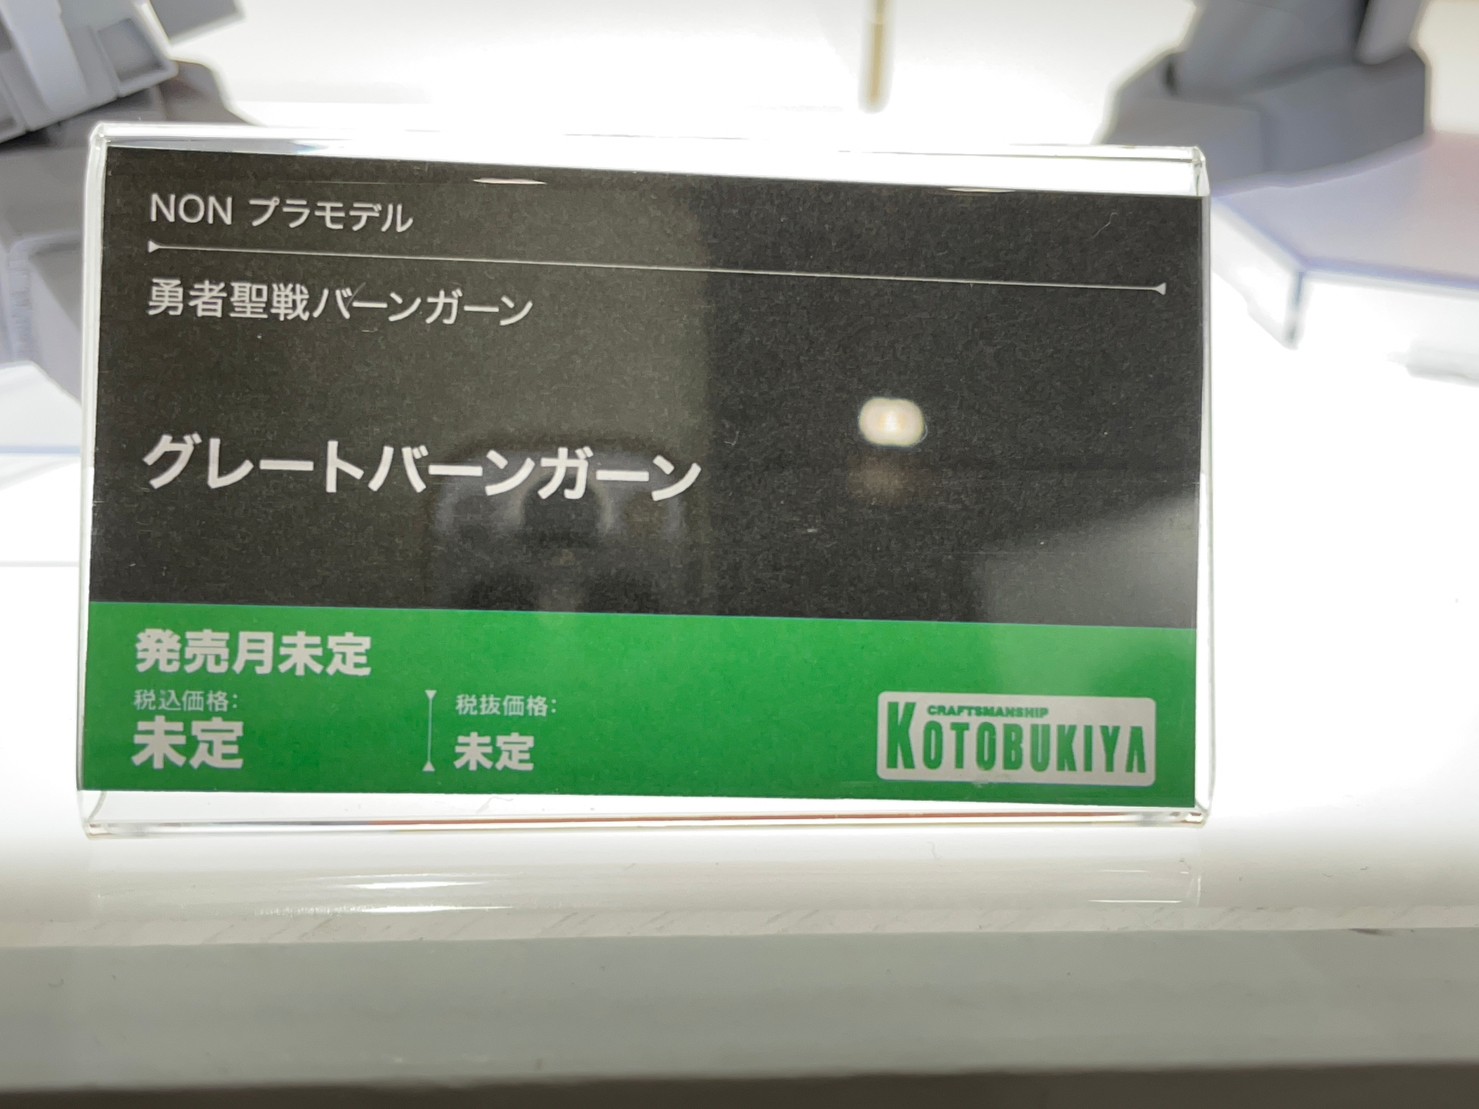 NON プラモデル
勇者聖戦バーンガーン
グレートバーンガーン
発売月未定
税込価格:
未定
税抜価格:
未定
CRAFTSMANSHIP
KOTOBUKIYA